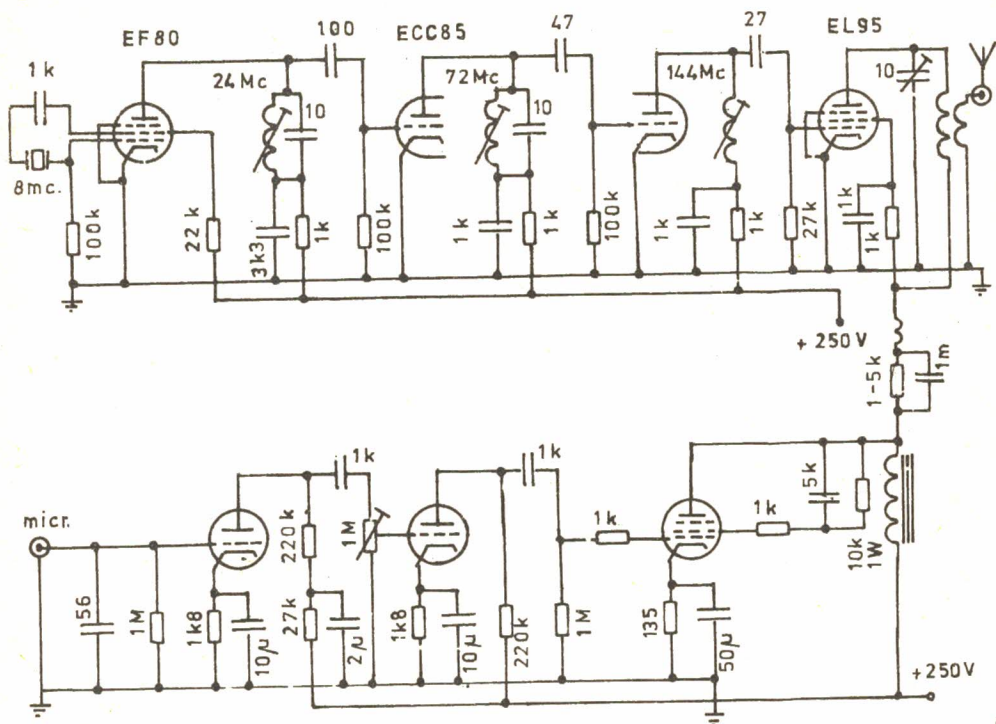 EF80
100
ECC85
47
27
EL95
1k
24Mc
10
72Mc
10
144Mc
10
8mc.
100k
22k
3k3
1k
100k
1k
1k
100k
1k
1k
27k
1k
1k
+250V
1-5k
1m
micr.
56
1M
1k8
10µ
220k
27k
2µ
1k
1M
1k8
10µ
220k
1k
1M
1k
135
50µ
1k
5k
10k
1W
+250V